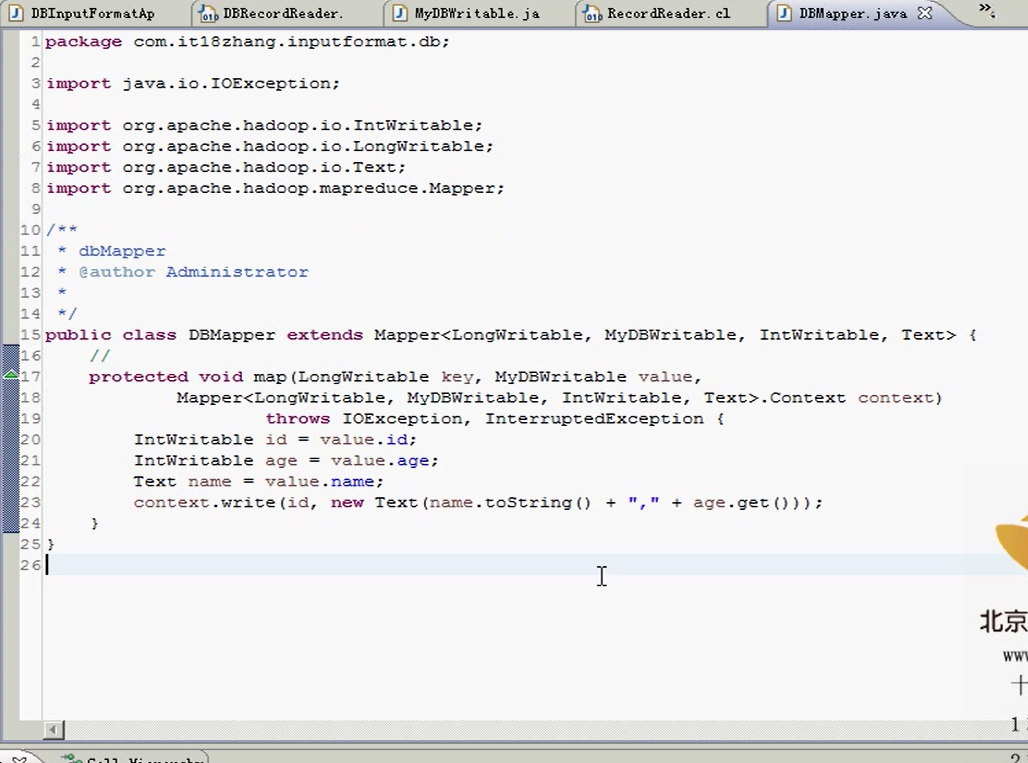 DBInputFormatAp DBRecordReader. MyDBWritable.ja RecordReader.cl DBMapper.java
1 package com.it18zhang.inputformat.db;
2
3 import java.io.IOException;
4
5 import org.apache.hadoop.io.IntWritable;
6 import org.apache.hadoop.io.LongWritable;
7 import org.apache.hadoop.io.Text;
8 import org.apache.hadoop.mapreduce.Mapper;
9
10 /**
11  * dbMapper
12  * @author Administrator
13  *
14  */
15 public class DBMapper extends Mapper<LongWritable, MyDBWritable, IntWritable, Text> {
16     //
17     protected void map(LongWritable key, MyDBWritable value,
18             Mapper<LongWritable, MyDBWritable, IntWritable, Text>.Context context)
19                     throws IOException, InterruptedException {
20         IntWritable id = value.id;
21         IntWritable age = value.age;
22         Text name = value.name;
23         context.write(id, new Text(name.toString() + "," + age.get()));
24     }
25 }
26
北京
www
十
1